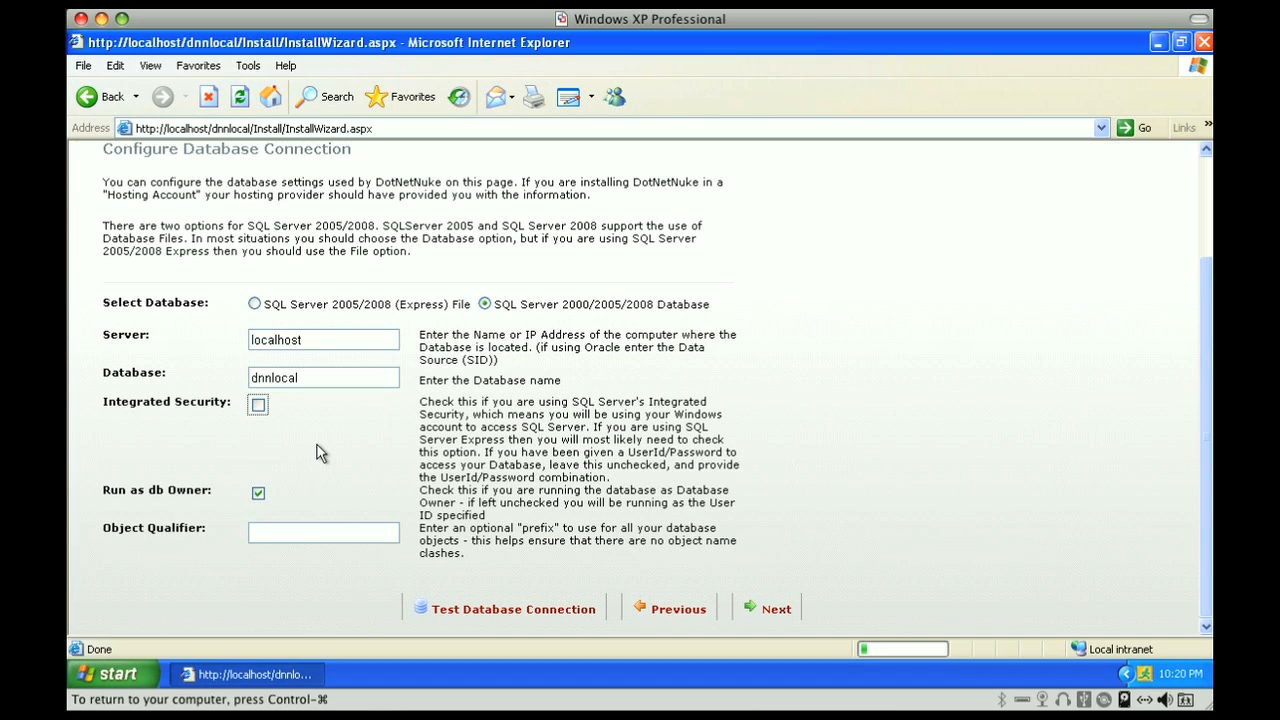 Windows XP Professional
http://localhost/dnnlocal/Install/InstallWizard.aspx - Microsoft Internet Explorer
File Edit View Favorites Tools Help
Back Search Favorites
Address http://localhost/dnnlocal/Install/InstallWizard.aspx Go Links »
Configure Database Connection
You can configure the database settings used by DotNetNuke on this page. If you are installing DotNetNuke in a
"Hosting Account" your hosting provider should have provided you with the information.
There are two options for SQL Server 2005/2008. SQLServer 2005 and SQL Server 2008 support the use of
Database Files. In most situations you should choose the Database option, but if you are using SQL Server
2005/2008 Express then you should use the File option.
Select Database: SQL Server 2005/2008 (Express) File SQL Server 2000/2005/2008 Database
Server: localhost Enter the Name or IP Address of the computer where the
Database is located. (if using Oracle enter the Data
Source (SID))
Database: dnnlocal Enter the Database name
Integrated Security: Check this if you are using SQL Server's Integrated
Security, which means you will be using your Windows
account to access SQL Server. If you are using SQL
Server Express then you will most likely need to check
this option. If you have been given a UserId/Password to
access your Database, leave this unchecked, and provide
the UserId/Password combination.
Run as db Owner: Check this if you are running the database as Database
Owner - if left unchecked you will be running as the User
ID specified
Object Qualifier: Enter an optional "prefix" to use for all your database
objects - this helps ensure that there are no object name
clashes.
Test Database Connection Previous Next
Done Local intranet
start http://localhost/dnnlo... 10:20 PM
To return to your computer, press Control-⌘